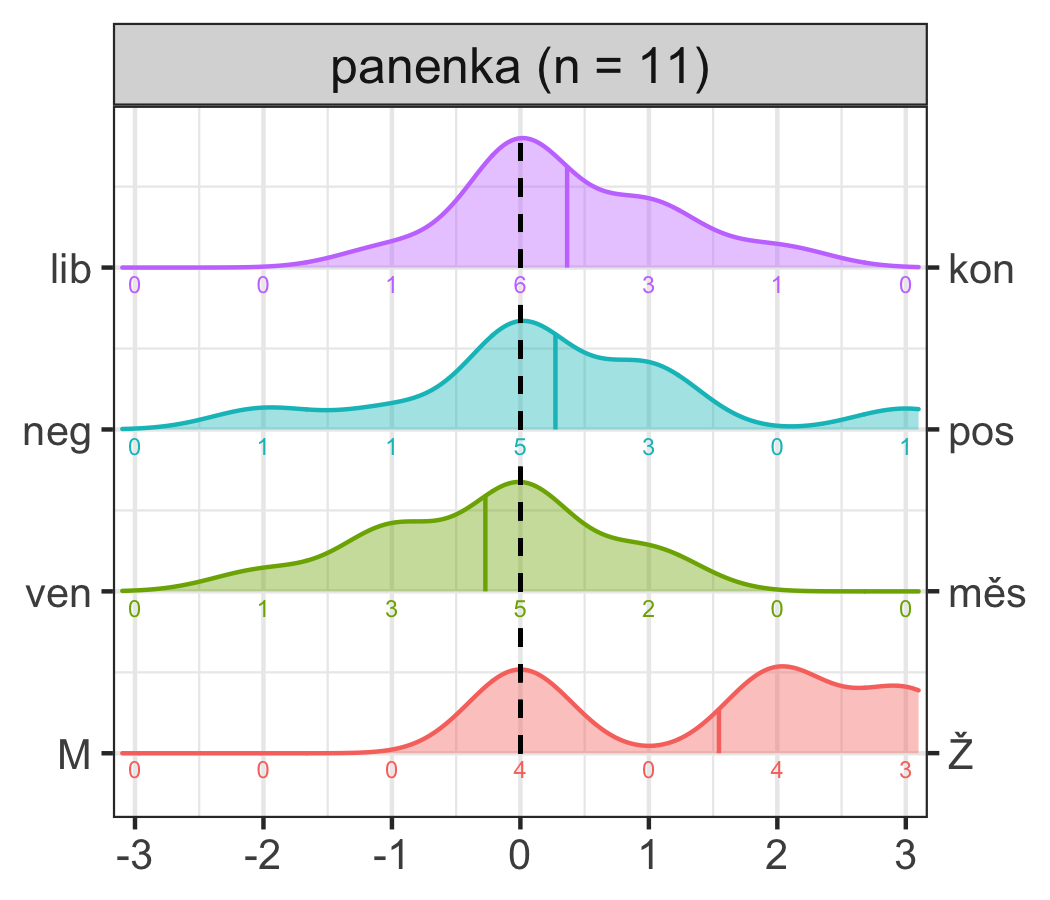 panenka (n = 11)
lib kon
0 0 1 6 3 1 0
neg pos
0 1 1 5 3 0 1
ven měs
0 1 3 5 2 0 0
M Ž
0 0 0 4 0 4 3
-3 -2 -1 0 1 2 3